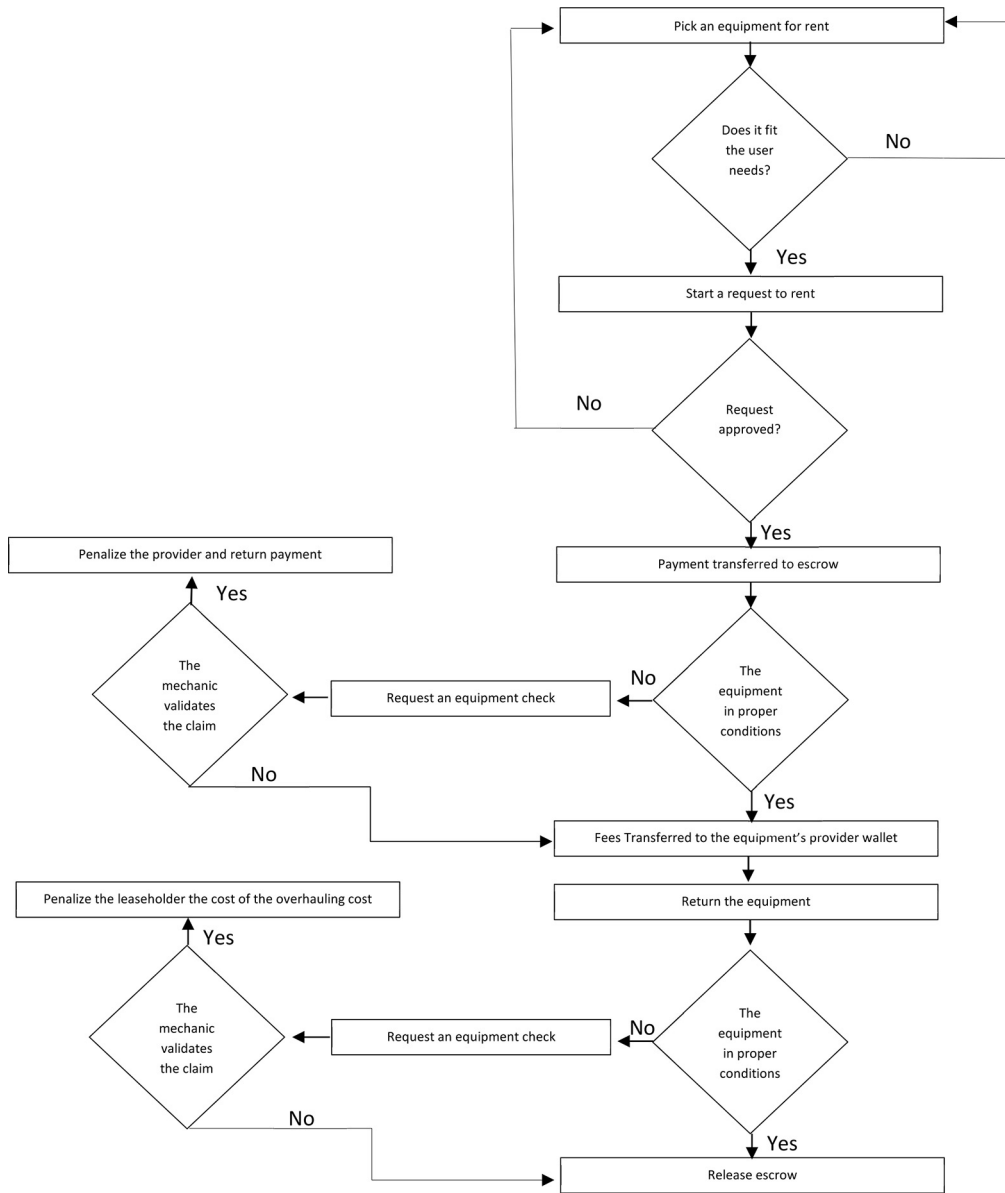 Pick an equipment for rent
Does it fit
the user
needs?
No
Yes
Start a request to rent
No
Request
approved?
Yes
Penalize the provider and return payment
Payment transferred to escrow
Yes
The
mechanic
validates
the claim
Request an equipment check
No
The
equipment
in proper
conditions
No
Yes
Fees Transferred to the equipment’s provider wallet
Penalize the leaseholder the cost of the overhauling cost
Return the equipment
Yes
The
mechanic
validates
the claim
Request an equipment check
No
The
equipment
in proper
conditions
No
Yes
Release escrow